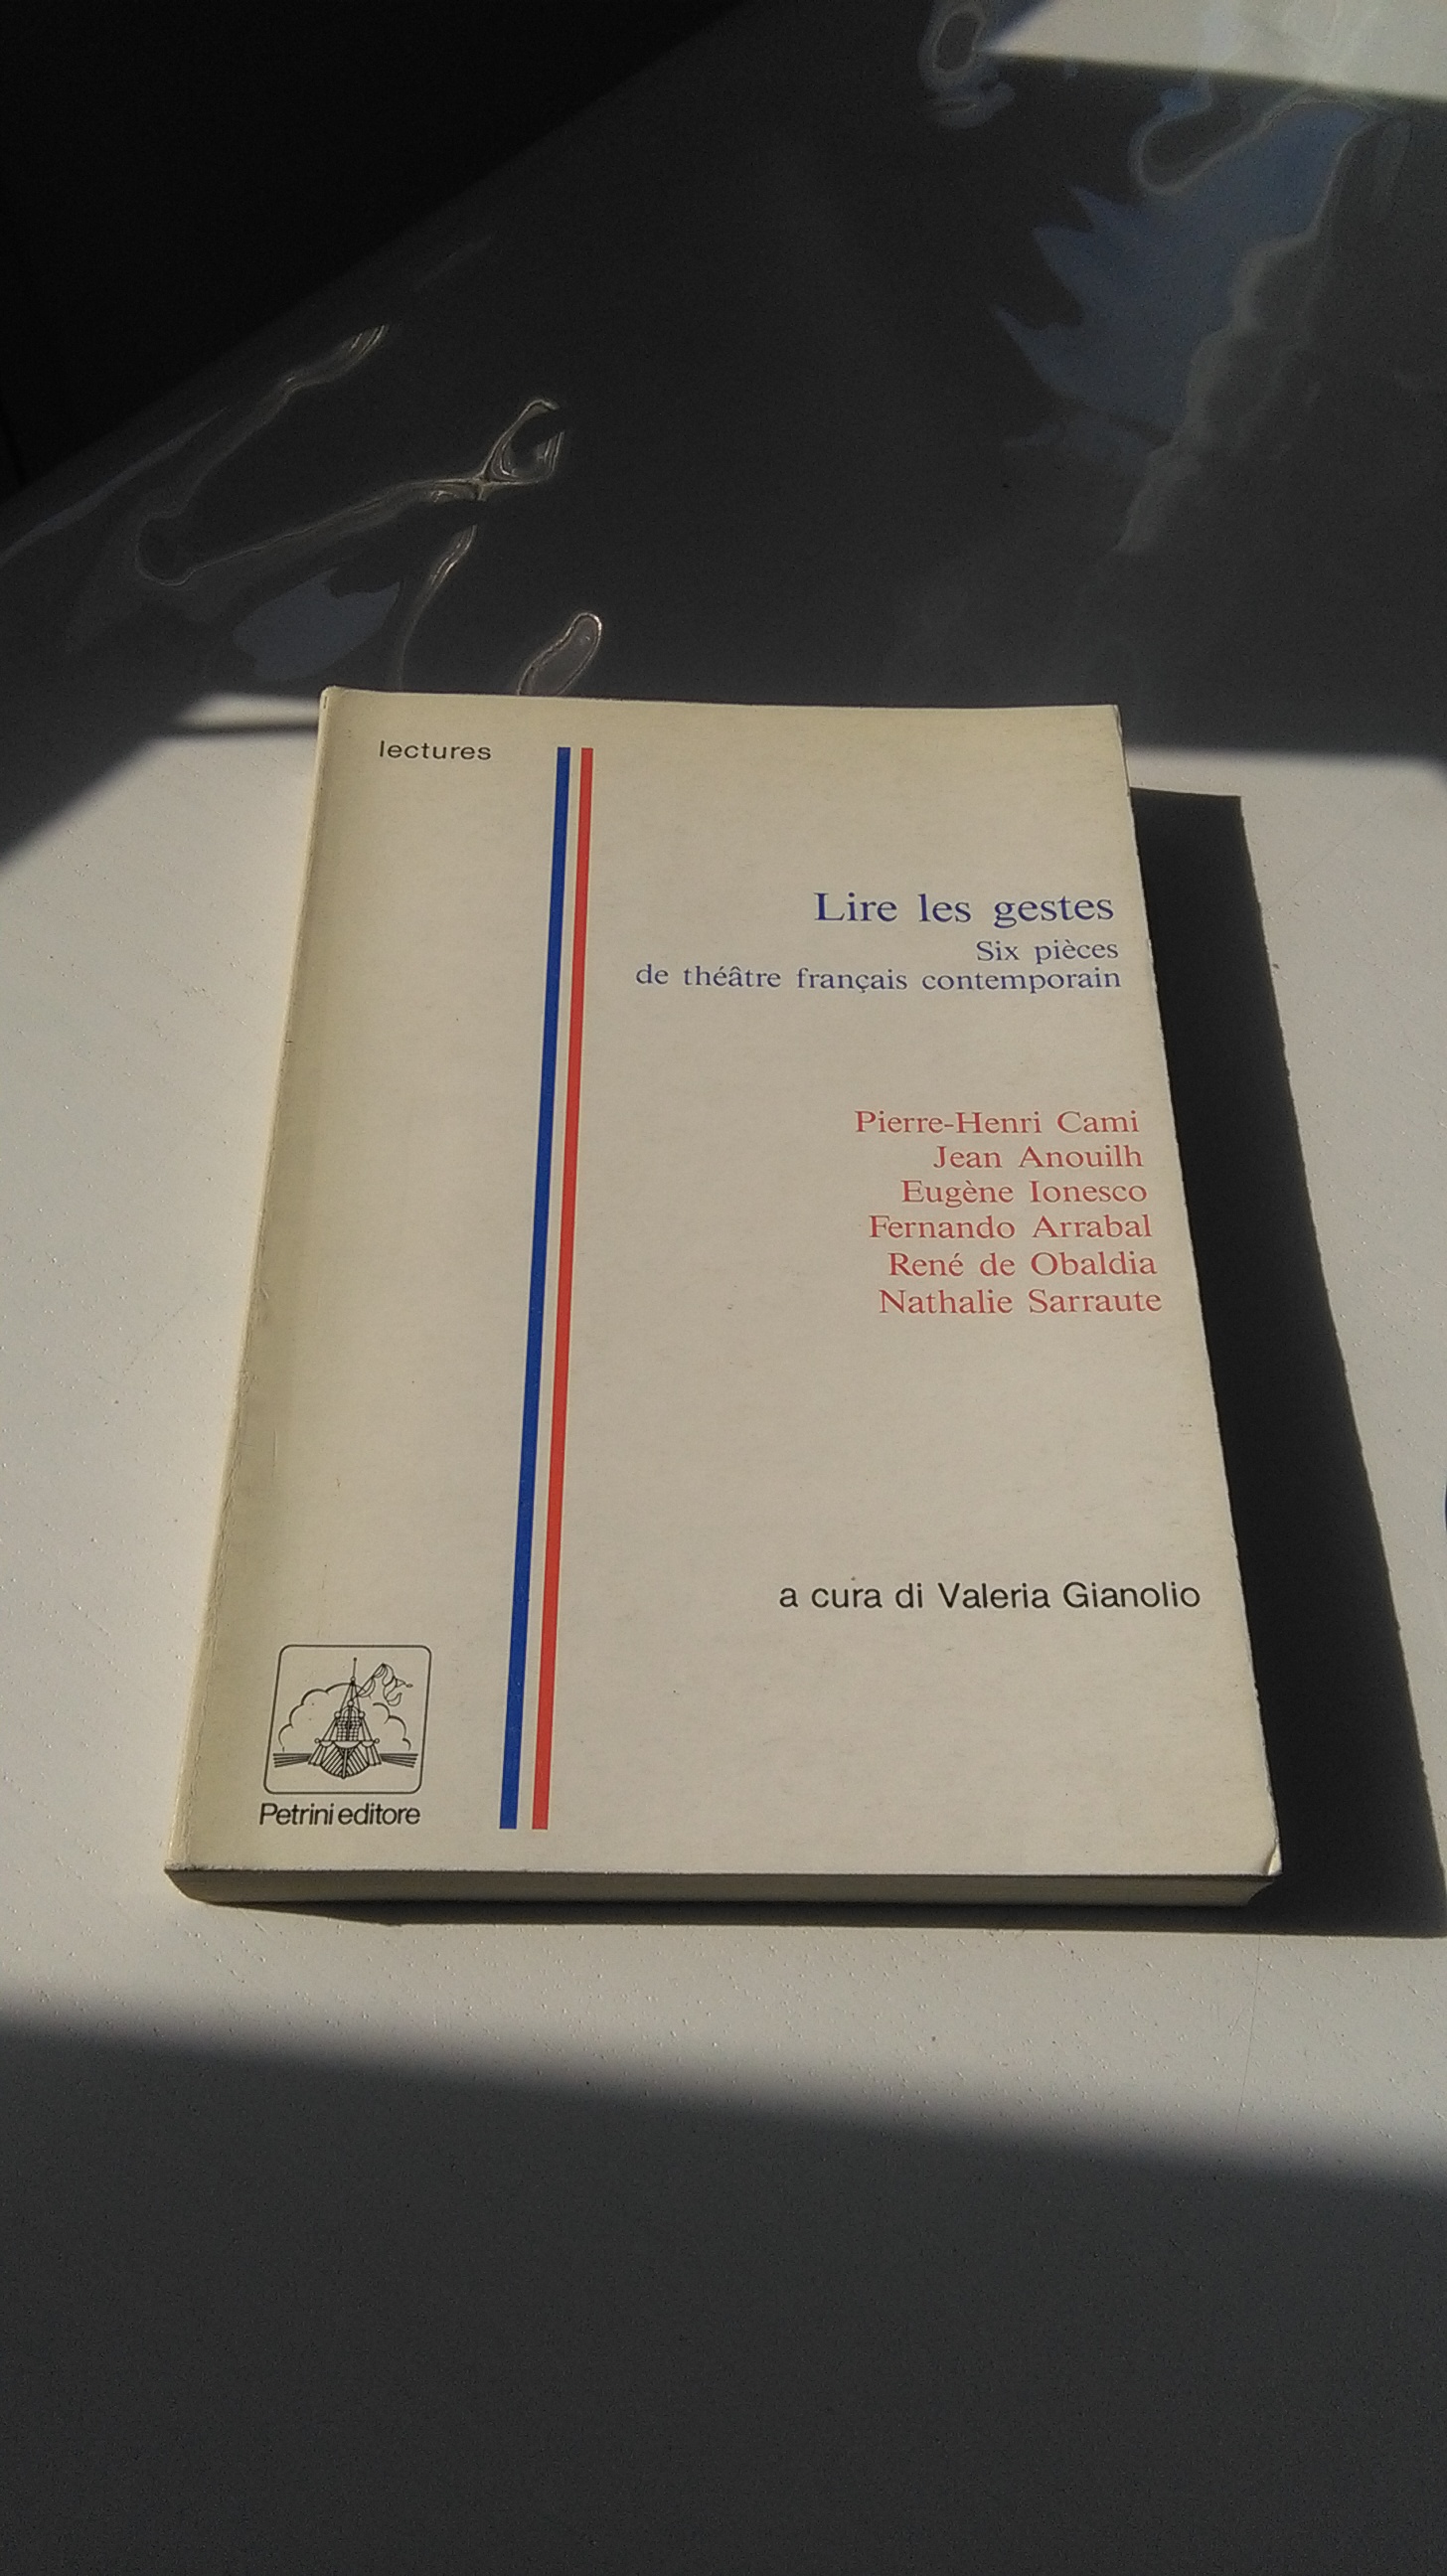 lectures
Lire les gestes
Six pièces
de théâtre français contemporain
Pierre-Henri Cami
Jean Anouilh
Eugène Ionesco
Fernando Arrabal
René de Obaldia
Nathalie Sarraute
a cura di Valeria Gianolio
Petrini editore